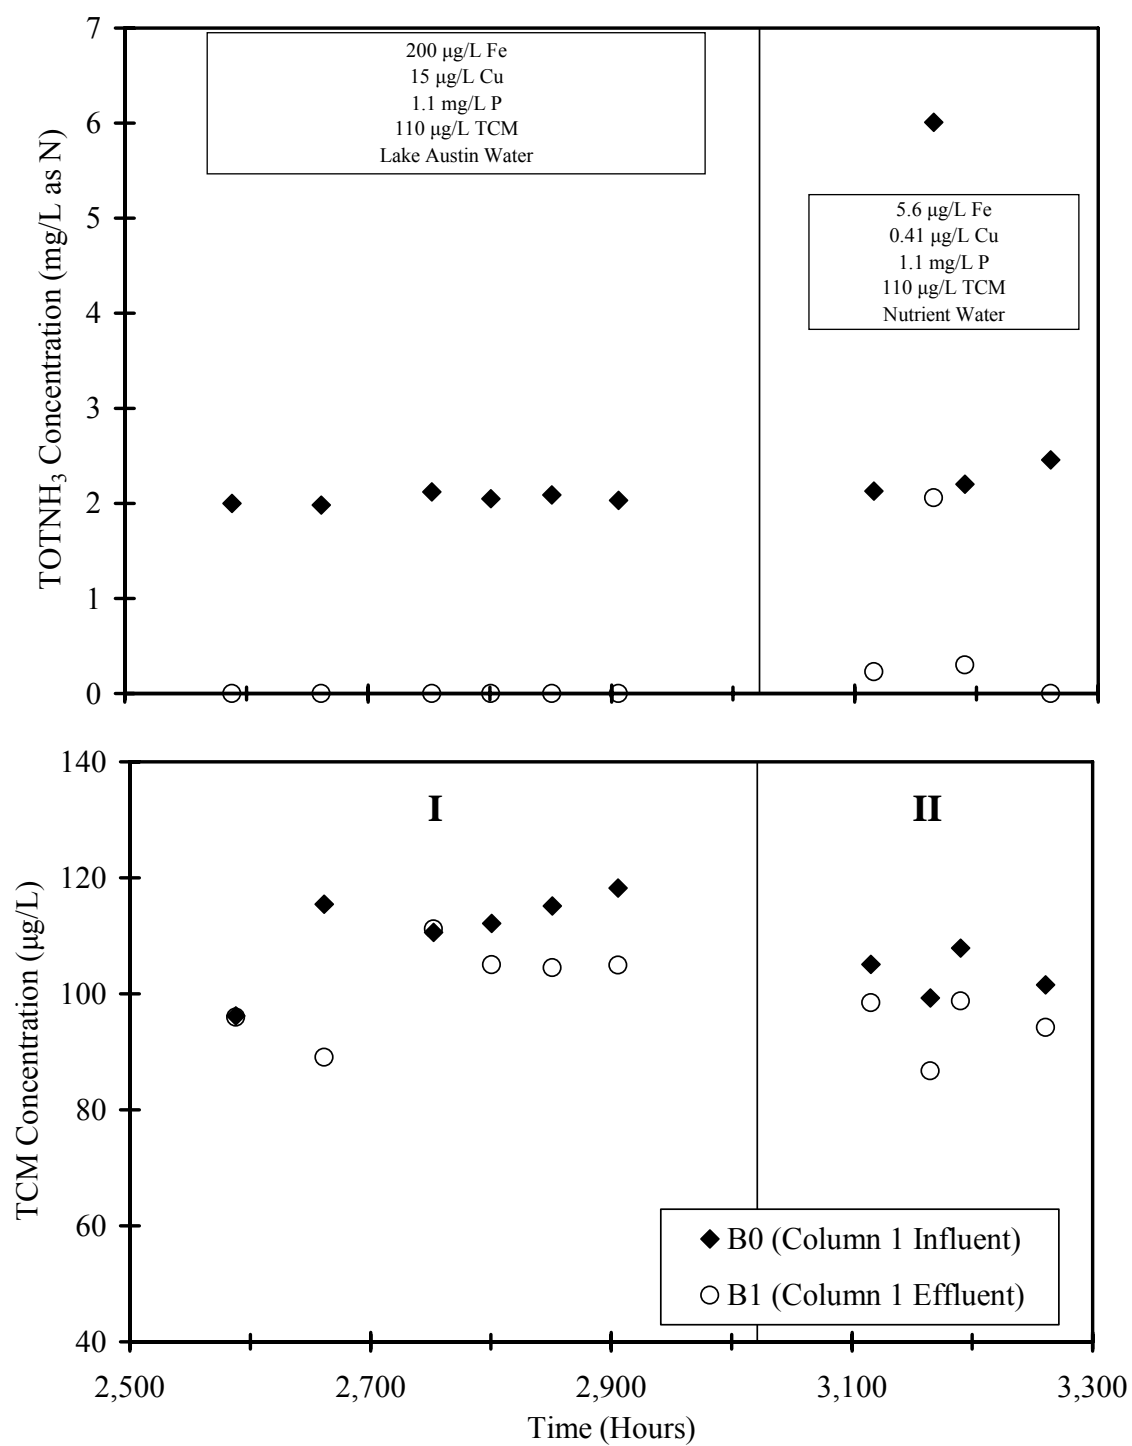 7
6
5
4
3
2
1
0
TOTNH3 Concentration (mg/L as N)
200 μg/L Fe
15 μg/L Cu
1.1 mg/L P
110 μg/L TCM
Lake Austin Water
5.6 μg/L Fe
0.41 μg/L Cu
1.1 mg/L P
110 μg/L TCM
Nutrient Water
140
120
100
80
60
40
TCM Concentration (μg/L)
I
II
B0 (Column 1 Influent)
B1 (Column 1 Effluent)
2,500 2,700 2,900 3,100 3,300
Time (Hours)